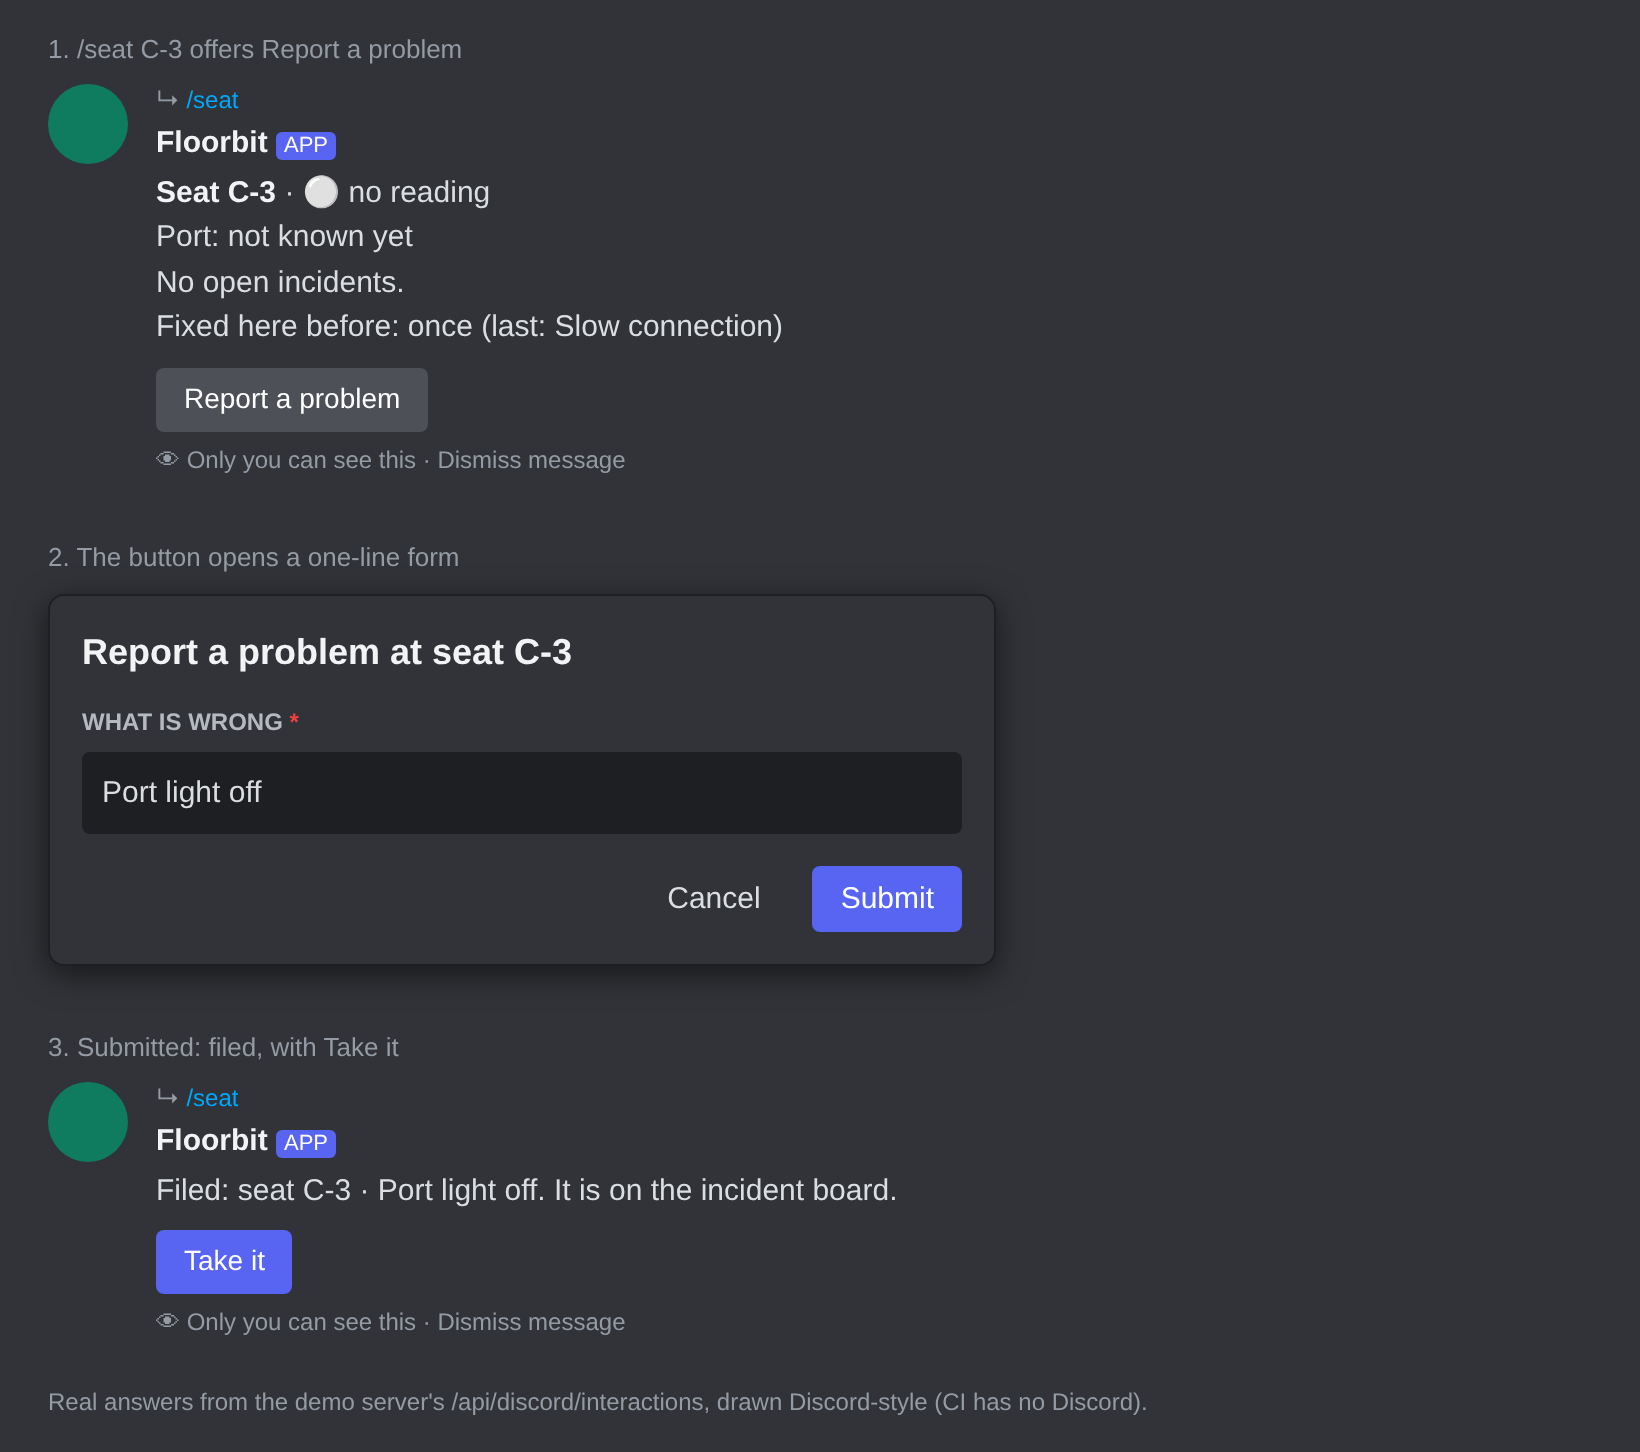 1. /seat C-3 offers Report a problem
/seat
Floorbit APP
Seat C-3 · ⚪ no reading
Port: not known yet
No open incidents.
Fixed here before: once (last: Slow connection)
Report a problem
Only you can see this · Dismiss message
2. The button opens a one-line form
Report a problem at seat C-3
WHAT IS WRONG *
Port light off
Cancel Submit
3. Submitted: filed, with Take it
/seat
Floorbit APP
Filed: seat C-3 · Port light off. It is on the incident board.
Take it
Only you can see this · Dismiss message
Real answers from the demo server's /api/discord/interactions, drawn Discord-style (CI has no Discord).